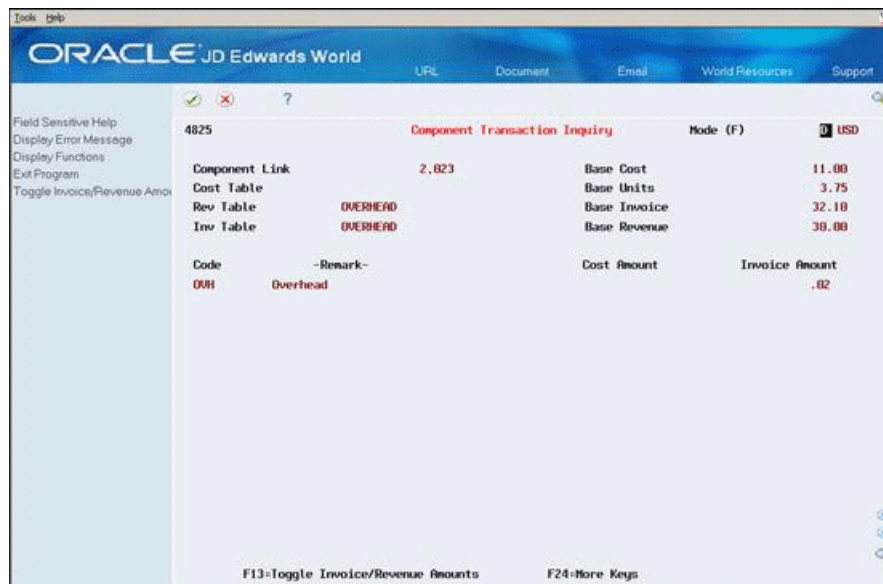 Tools Help
ORACLE JD Edwards World
URL Document Email World Resources Support
?
Field Sensitive Help
Display Error Message
Display Functions
Exit Program
Toggle Invoice/Revenue Amou
4825 Component Transaction Inquiry Mode (F) D USD
Component Link 2,023 Base Cost 11.00
Cost Table Base Units 3.75
Rev Table OVERHEAD Base Invoice 32.10
Inv Table OVERHEAD Base Revenue 30.00
Code -Remark- Cost Amount Invoice Amount
OVH Overhead .02
F13=Toggle Invoice/Revenue Amounts F24=More Keys